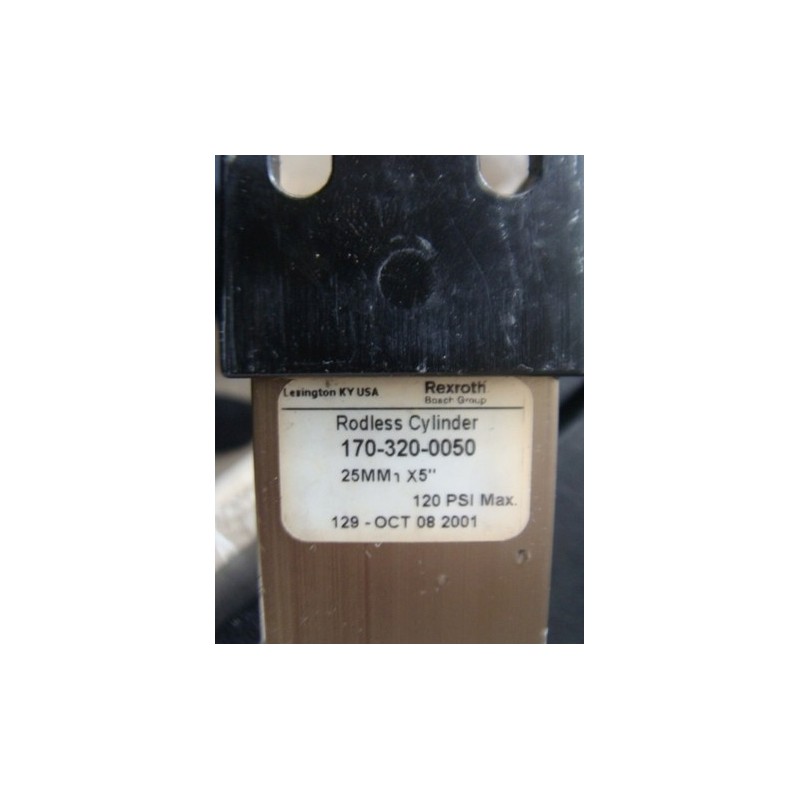 Lexington KY USA Rexroth
Bosch Group
Rodless Cylinder
170-320-0050
25MM X5"
120 PSI Max.
129 - OCT 08 2001